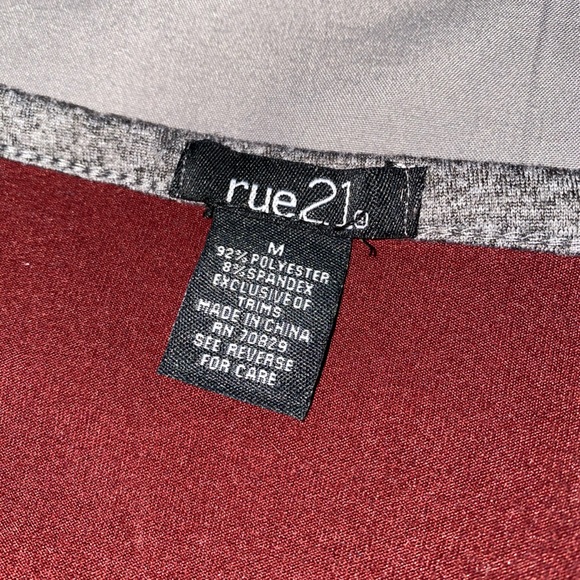 rue21
M
92% POLYESTER
8% SPANDEX
EXCLUSIVE OF
TRIMS
MADE IN CHINA
RN 70829
SEE REVERSE
FOR CARE